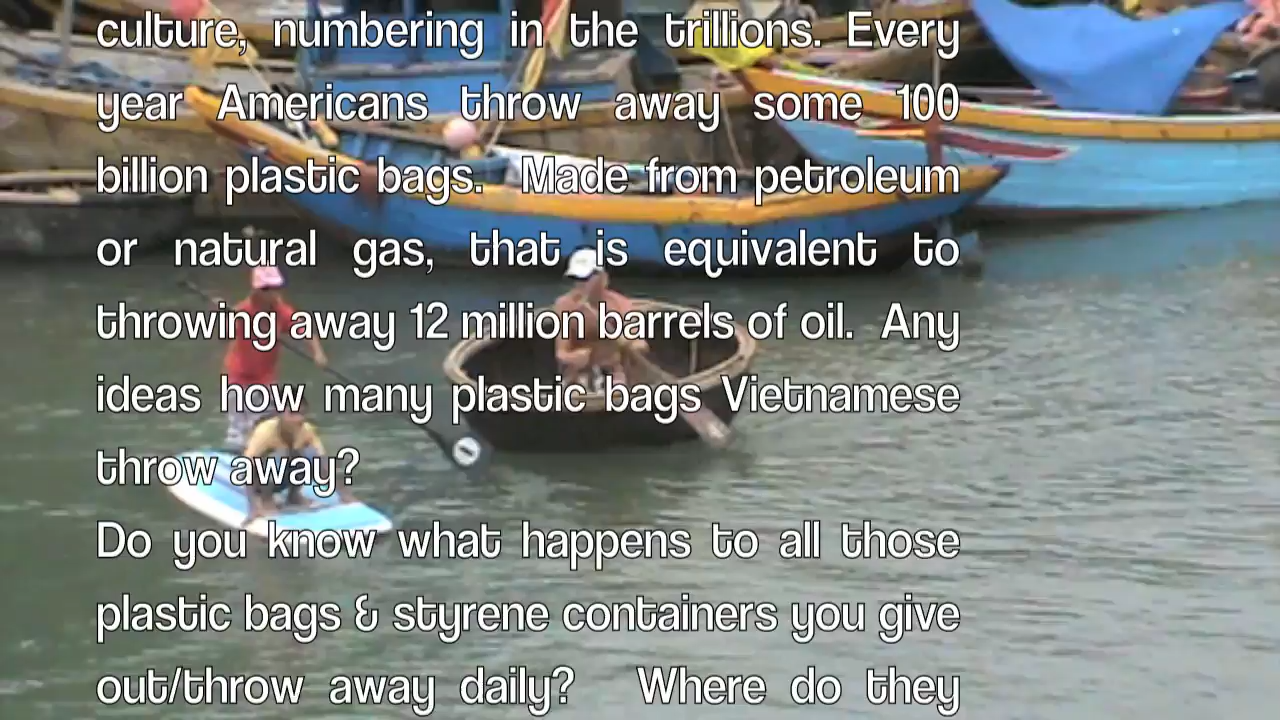 culture, numbering in the trillions. Every
year Americans throw away some 100
billion plastic bags. Made from petroleum
or natural gas, that is equivalent to
throwing away 12 million barrels of oil. Any
ideas how many plastic bags Vietnamese
throw away?
Do you know what happens to all those
plastic bags & styrene containers you give
out/throw away daily? Where do they